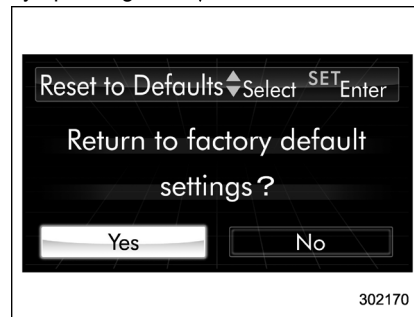 Reset to Defaults Select SET Enter
Return to factory default
settings?
Yes No
302170